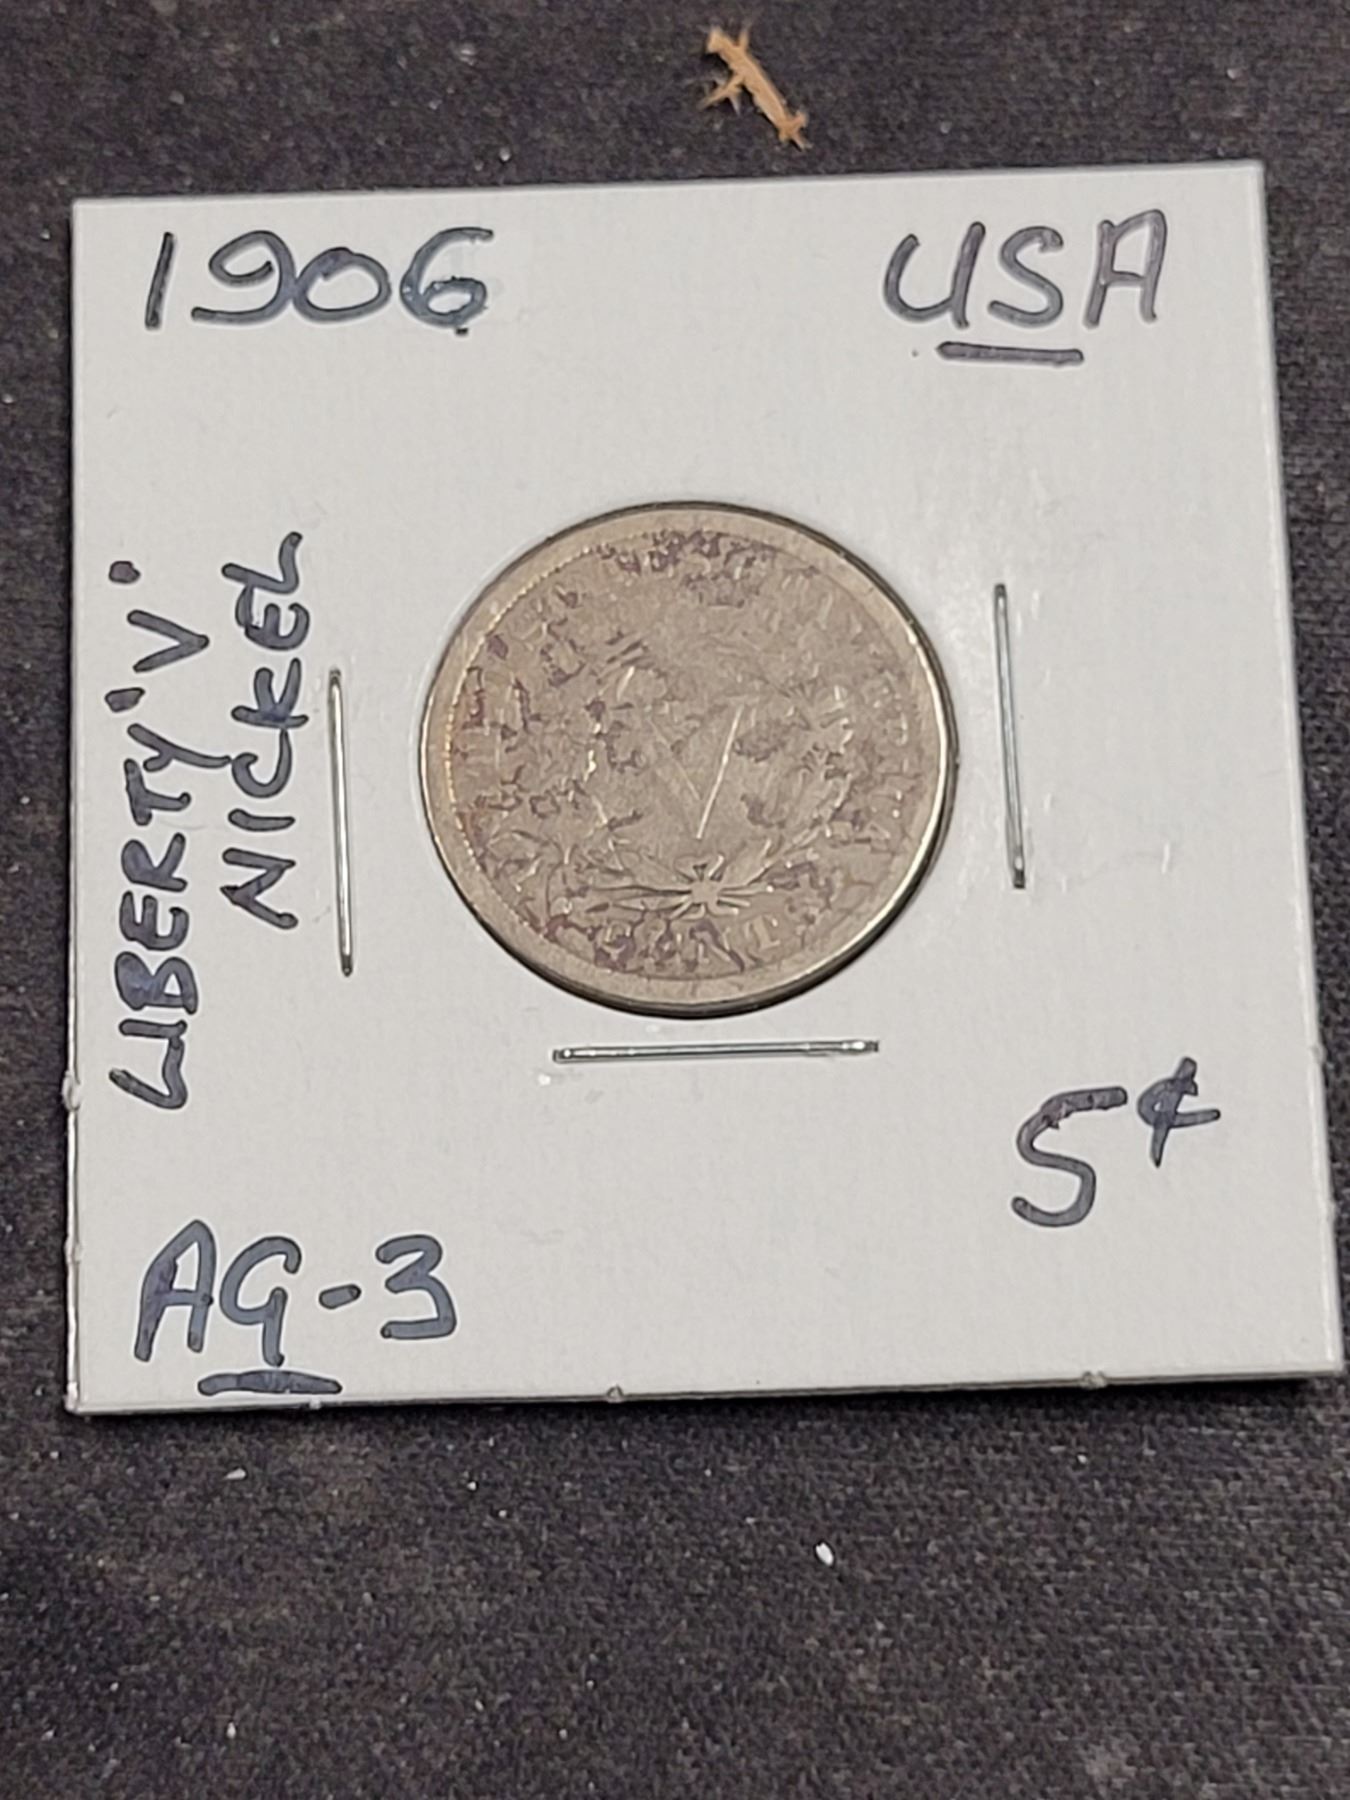 1906
USA
LIBERTY 'V'
NICKEL
V
T
5¢
AG-3